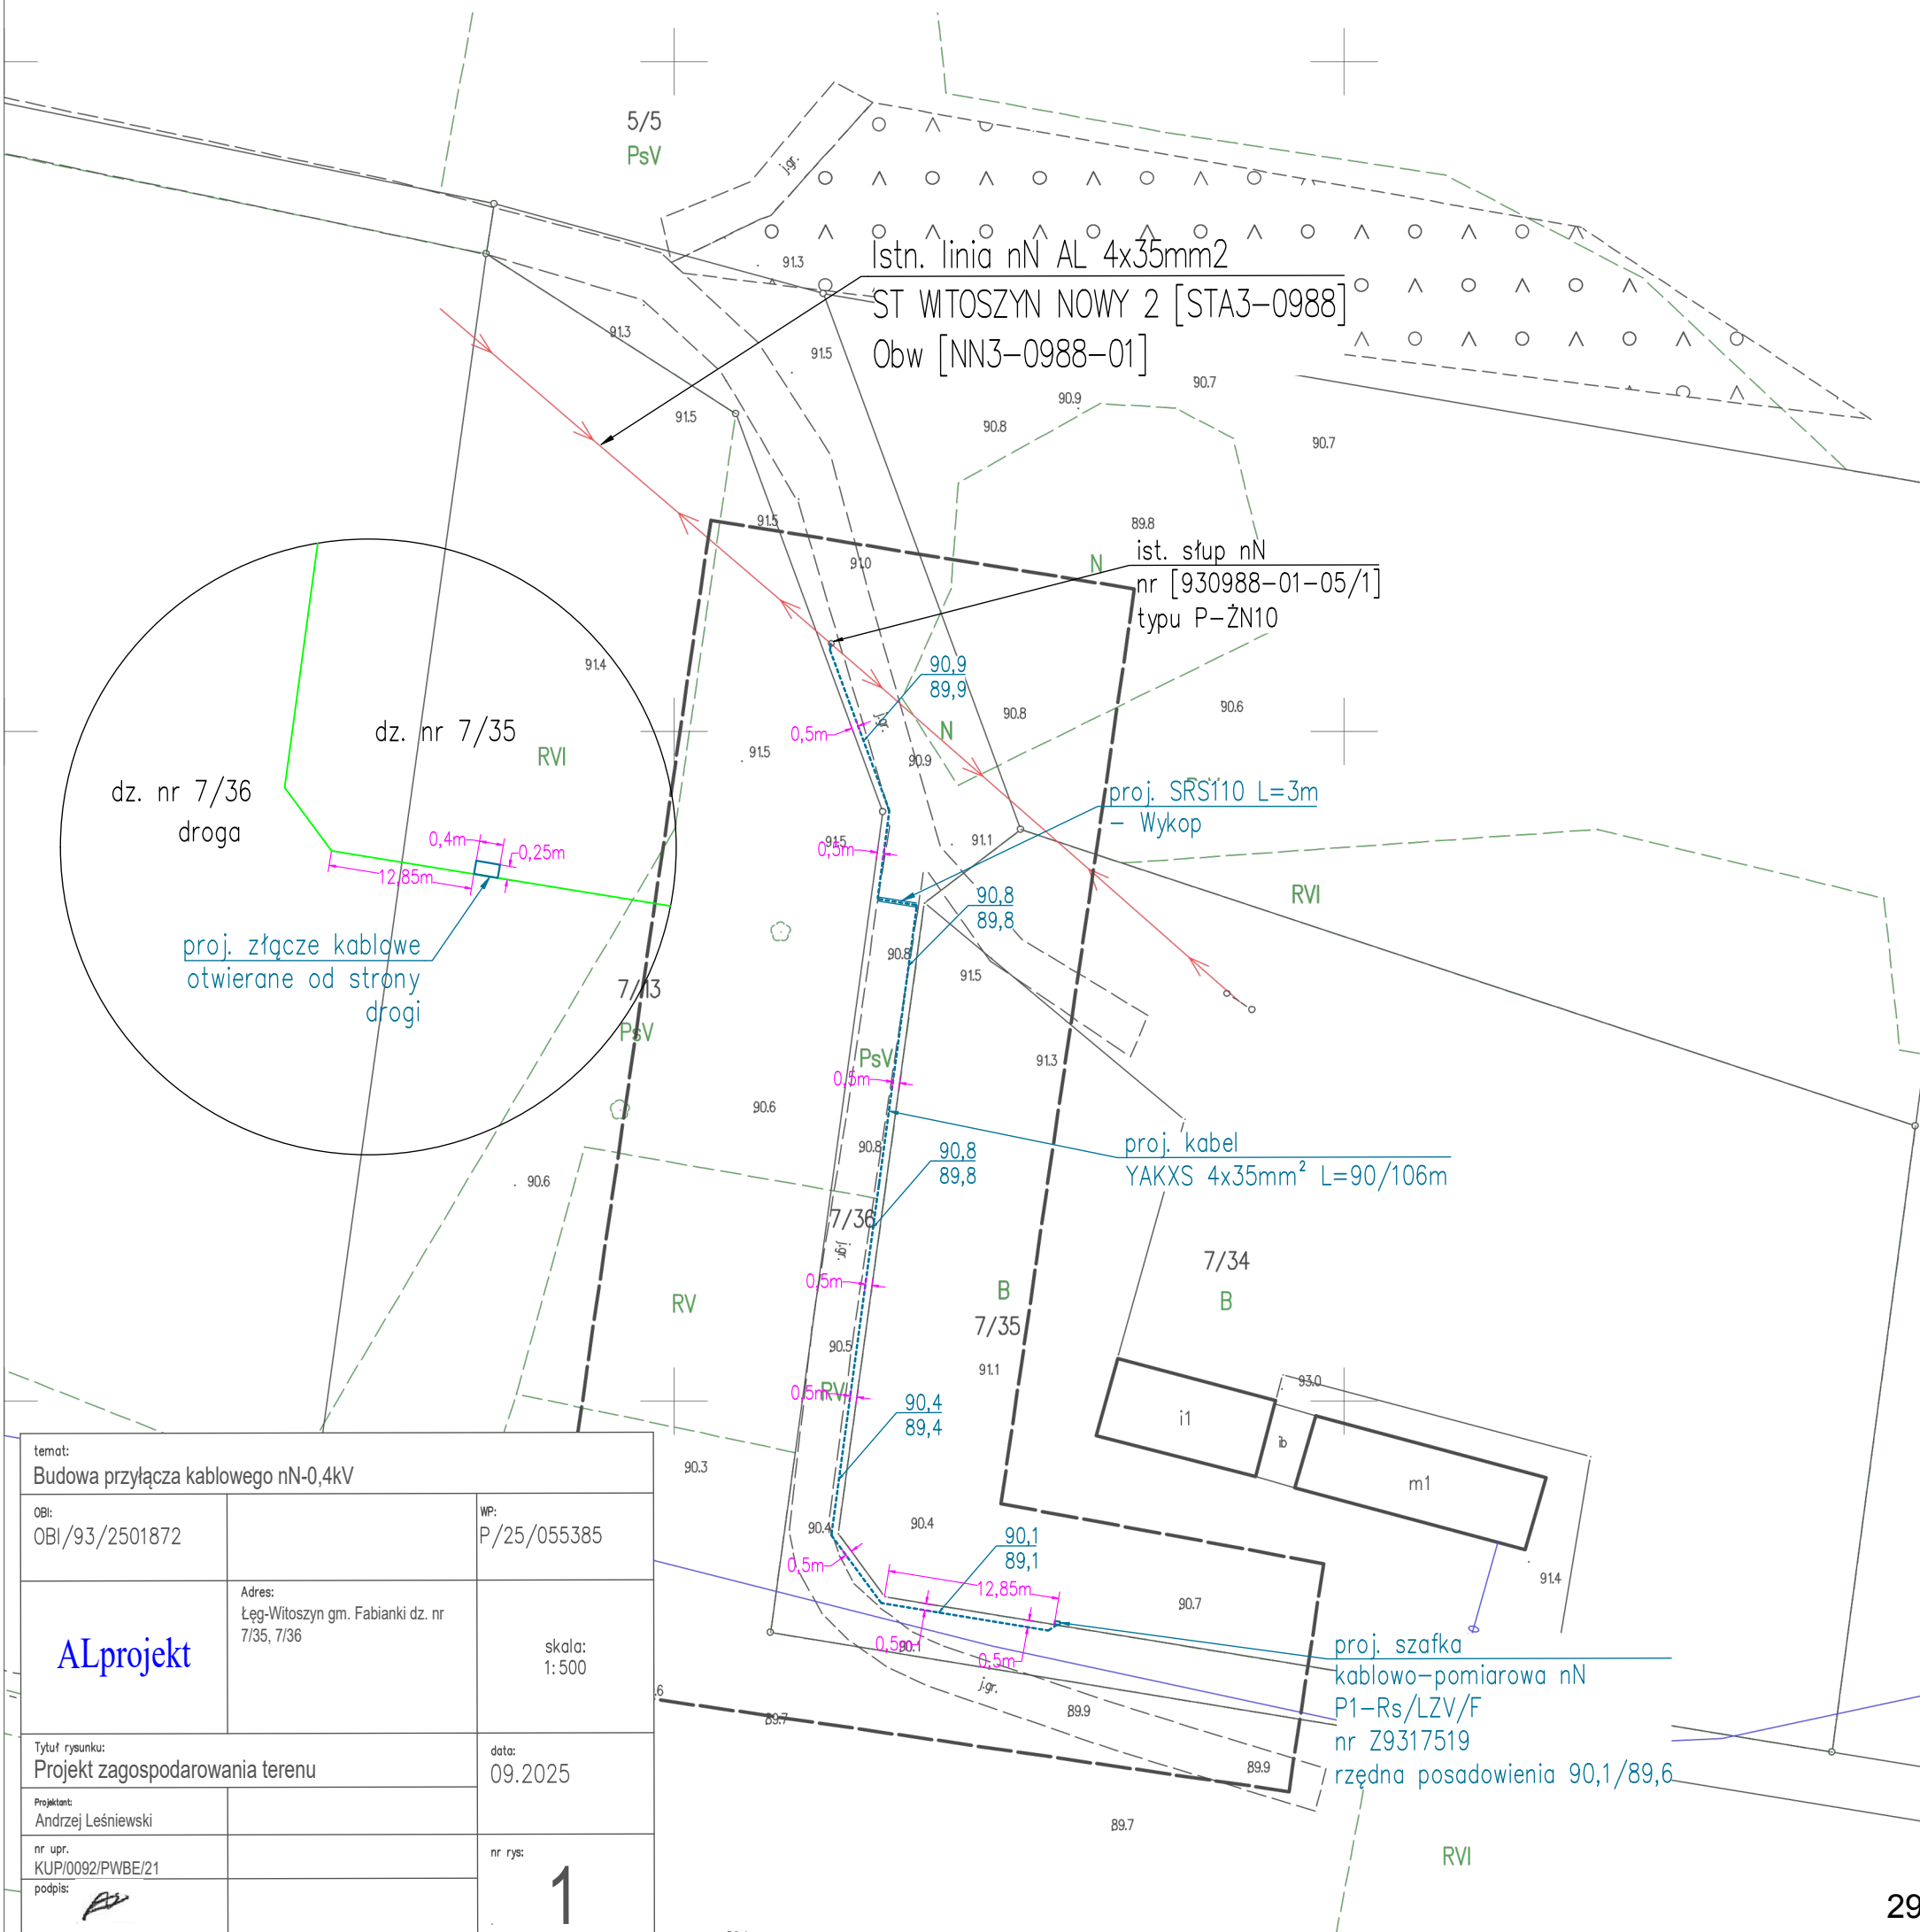 5/5
PsV
j.gr.
91.3
Istn. linia nN AL 4x35mm2
ST WITOSZYN NOWY 2 [STA3-0988]
Obw [NN3-0988-01]
91.3
91.5
90.7
90.9
91.5
90.8
90.7
91.5
89.8
91.0
N
ist. słup nN
nr [930988-01-05/1]
typu P-ŻN10
91.4
90,9
89,9
90.8
90.6
dz. nr 7/35
RVI
0,5m
j.gr.
N
91.5
90.9
dz. nr 7/36
droga
proj. SRS110 L=3m
- Wykop
0,4m
0,25m
12,85m
91.5
0,5m
91.1
90,8
89,8
RVI
proj. złącze kablowe
otwierane od strony
drogi
90.8
91.5
7/13
PsV
PsV
91.3
0,5m
90.6
90.8
90,8
89,8
proj. kabel
YAKXS 4x35mm² L=90/106m
90.6
7/36
j.gr.
7/34
B
0,5m
RV
B
7/35
90.5
91.1
0,5m
RVI
93.0
90,4
89,4
i1
ib
m1
90.3
90.4
90.4
90,1
89,1
0,5m
12,85m
90.7
91.4
0,5m
90.1
0,5m
j.gr.
proj. szafka
kablowo-pomiarowa nN
P1-Rs/LZV/F
nr Z9317519
rzędna posadowienia 90,1/89,6
.6
89.7
89.9
89.9
89.7
RVI
temat:
Budowa przyłącza kablowego nN-0,4kV
OBI:
OBI/93/2501872
WP:
P/25/055385
ALprojekt
Adres:
Łęg-Witoszyn gm. Fabianki dz. nr
7/35, 7/36
skala:
1:500
Tytuł rysunku:
Projekt zagospodarowania terenu
data:
09.2025
Projektant:
Andrzej Leśniewski
nr upr.
KUP/0092/PWBE/21
podpis:
nr rys:
1
29